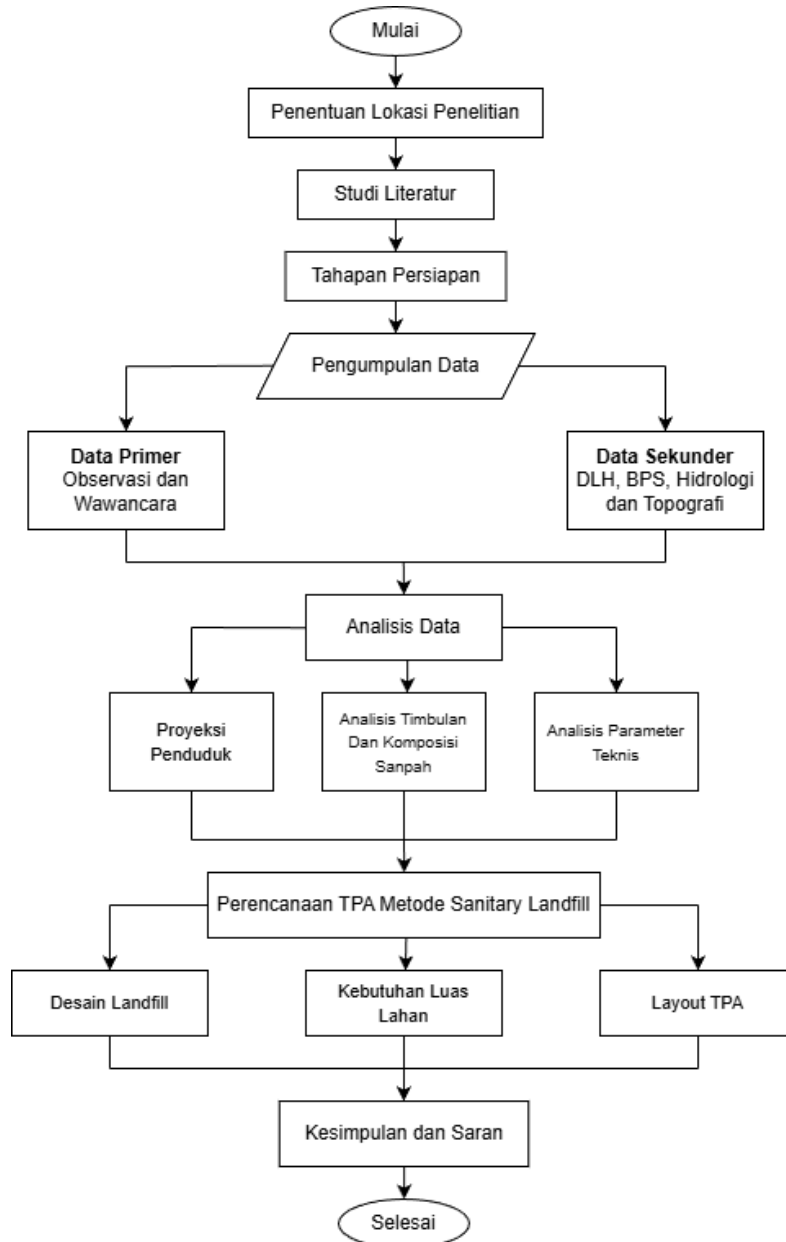 Mulai
Penentuan Lokasi Penelitian
Studi Literatur
Tahapan Persiapan
Pengumpulan Data
Data Primer
Observasi dan
Wawancara
Data Sekunder
DLH, BPS, Hidrologi
dan Topografi
Analisis Data
Proyeksi
Penduduk
Analisis Timbulan
Dan Komposisi
Sanpah
Analisis Parameter
Teknis
Perencanaan TPA Metode Sanitary Landfill
Desain Landfill
Kebutuhan Luas
Lahan
Layout TPA
Kesimpulan dan Saran
Selesai